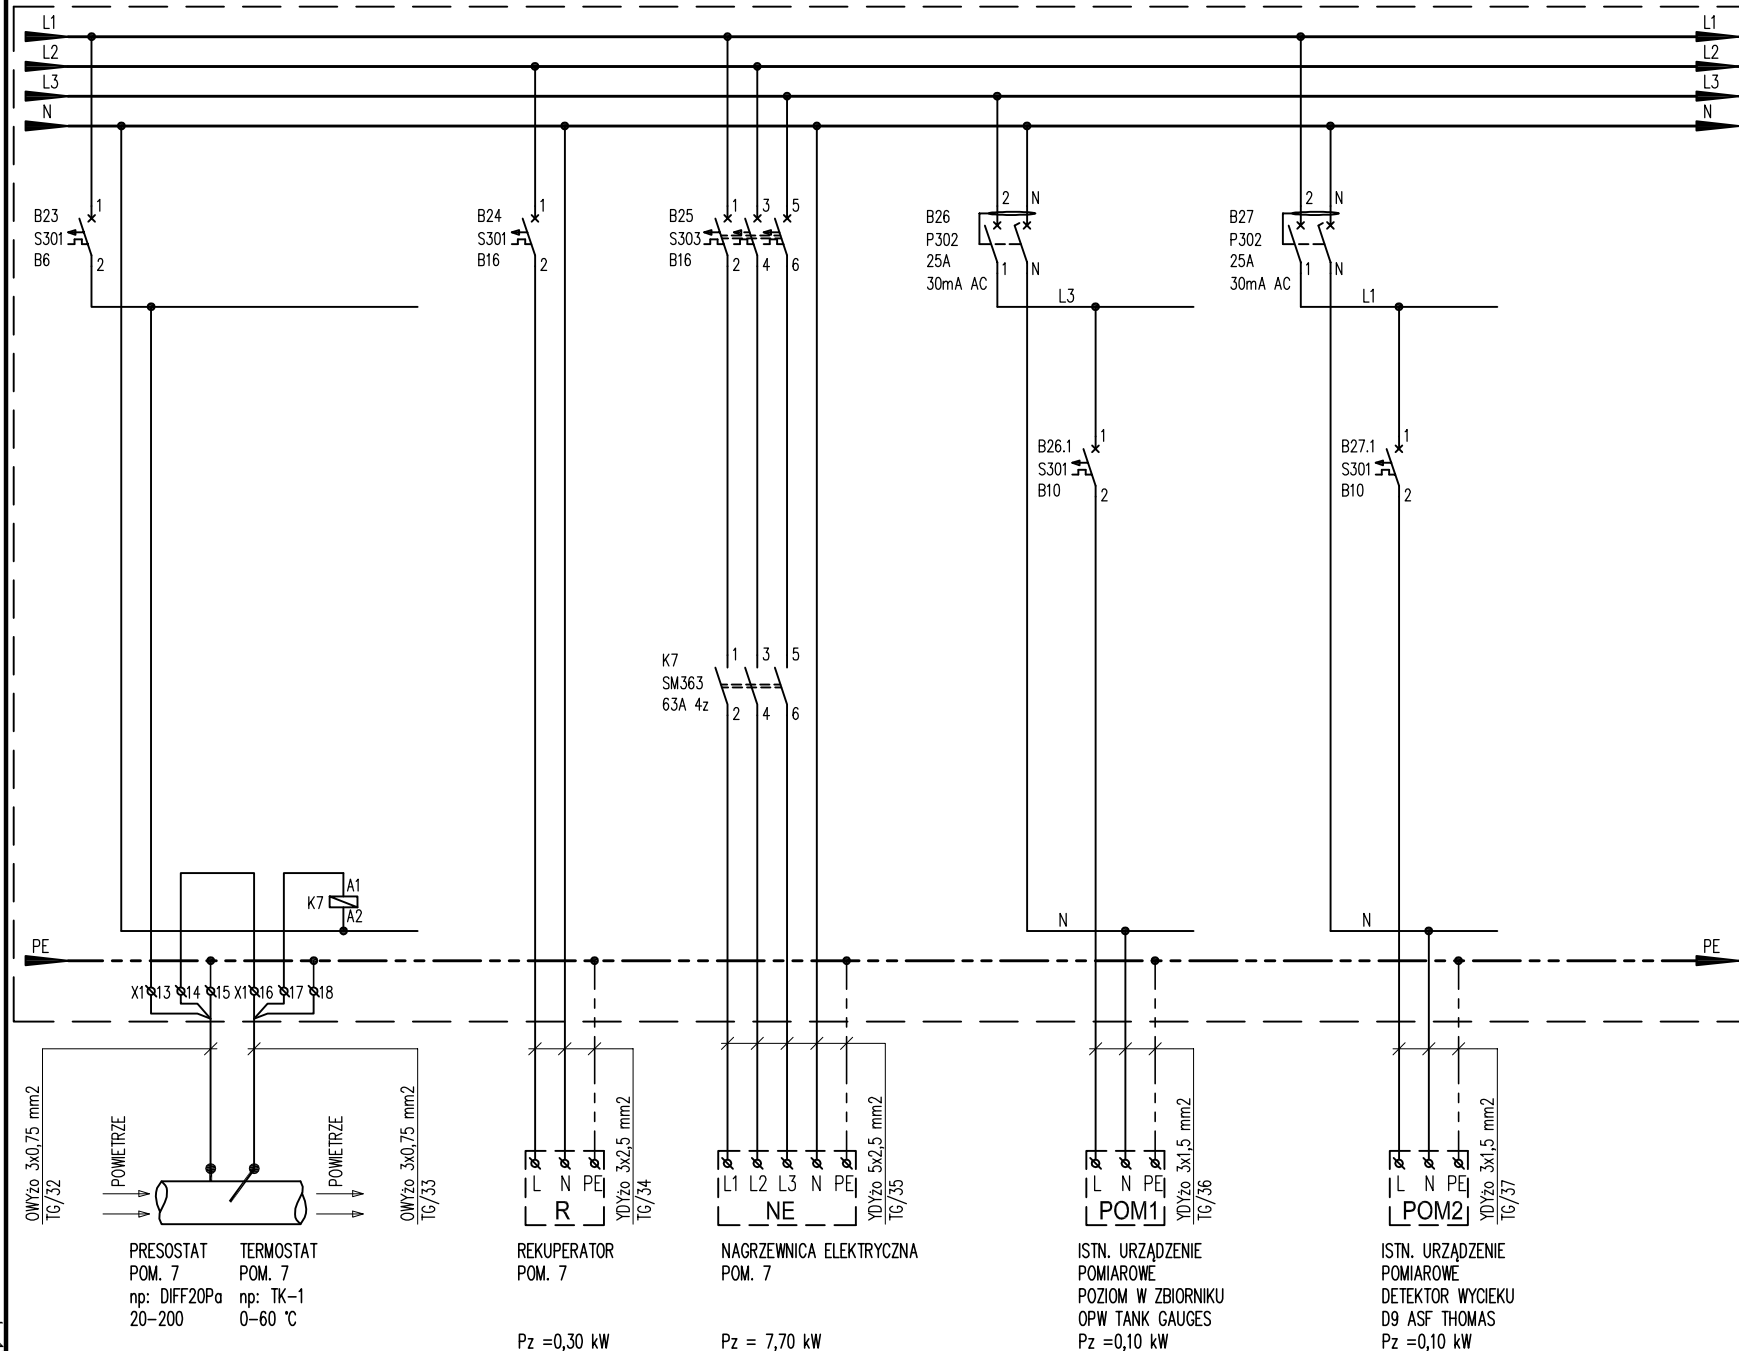 L1
L1
L2
L2
L3
L3
N
N
B23
S301
B6
1
2
B24
S301
B16
1
2
B25
S303
B16
1 3 5
2 4 6
B26
P302
25A
30mA AC
2 N
1 N
L3
B27
P302
25A
30mA AC
2 N
1 N
L1
B26.1
S301
B10
1
2
B27.1
S301
B10
1
2
K7
SM363
63A 4z
1 3 5
2 4 6
K7
A1
A2
N
N
PE
PE
X1 13 14 15 X1 16 17 18
OWYżo 3x0,75 mm2
TG/32
POWIETRZE
POWIETRZE
OWYżo 3x0,75 mm2
TG/33
L N PE
R
YDYżo 3x2,5 mm2
TG/34
L1 L2 L3 N PE
NE
YDYżo 5x2,5 mm2
TG/35
L N PE
POM1
YDYżo 3x1,5 mm2
TG/36
L N PE
POM2
YDYżo 3x1,5 mm2
TG/37
PRESOSTAT
POM. 7
np: DIFF20Pa
20-200
TERMOSTAT
POM. 7
np: TK-1
0-60 °C
REKUPERATOR
POM. 7
Pz =0,30 kW
NAGRZEWNICA ELEKTRYCZNA
POM. 7
Pz = 7,70 kW
ISTN. URZĄDZENIE
POMIAROWE
POZIOM W ZBIORNIKU
OPW TANK GAUGES
Pz =0,10 kW
ISTN. URZĄDZENIE
POMIAROWE
DETEKTOR WYCIEKU
D9 ASF THOMAS
Pz =0,10 kW